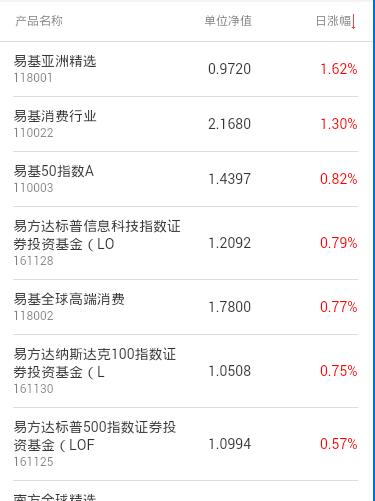 产品名称 单位净值 日涨幅
易基亚洲精选
118001 0.9720 1.62%
易基消费行业
110022 2.1680 1.30%
易基50指数A
110003 1.4397 0.82%
易方达标普信息科技指数证
券投资基金（LO 1.2092 0.79%
161128
易基全球高端消费
118002 1.7800 0.77%
易方达纳斯达克100指数证
券投资基金（L 1.0508 0.75%
161130
易方达标普500指数证券投
资基金（LOF 1.0994 0.57%
161125
南方全球精选